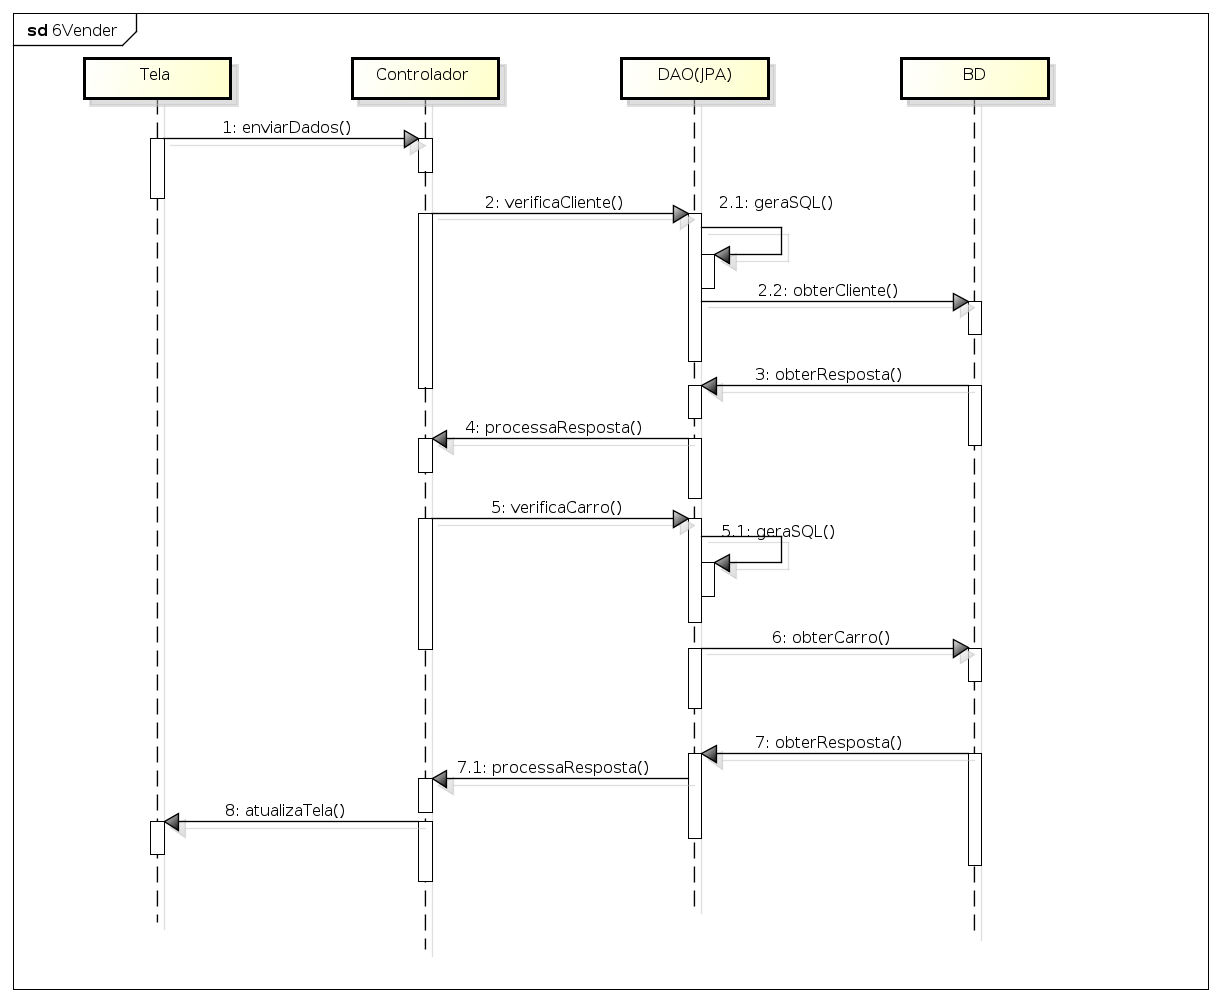 sd 6Vender
Tela
Controlador
DAO(JPA)
BD
1: enviarDados()
2: verificaCliente()
2.1: geraSQL()
2.2: obterCliente()
3: obterResposta()
4: processaResposta()
5: verificaCarro()
5.1: geraSQL()
6: obterCarro()
7: obterResposta()
7.1: processaResposta()
8: atualizaTela()